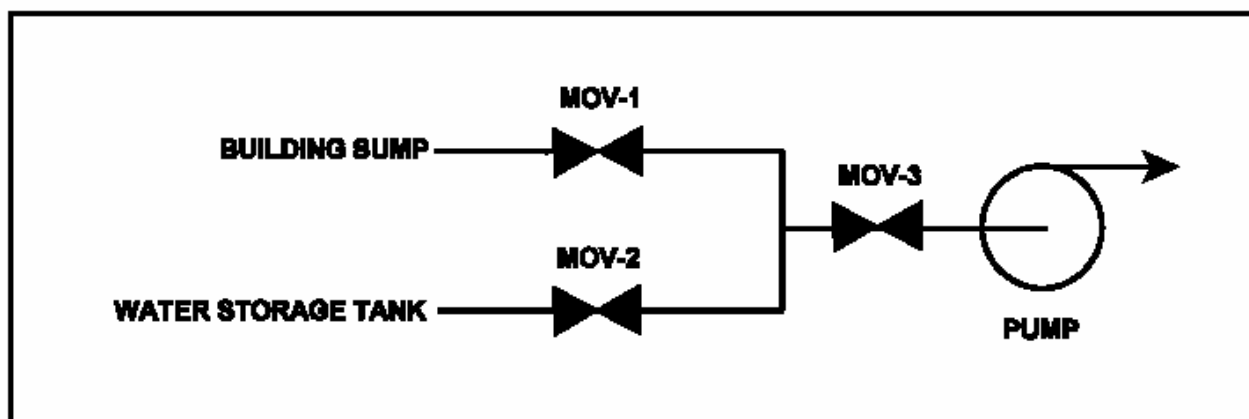 MOV-1
BUILDING SUMP
MOV-3
MOV-2
WATER STORAGE TANK
PUMP